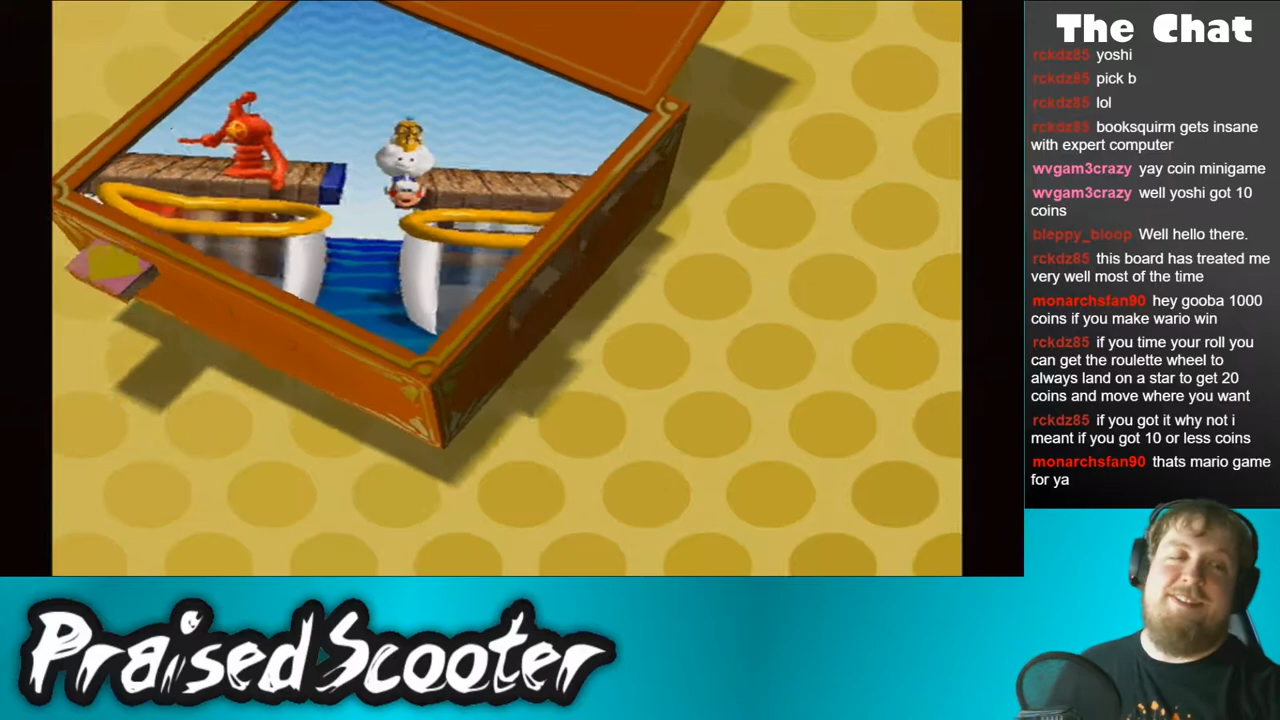 The Chat
rckdz85 yoshi
rckdz85 pick b
rckdz85 lol
rckdz85 booksquirm gets insane
with expert computer
wvgam3crazy yay coin minigame
wvgam3crazy well yoshi got 10
coins
bleppy_bloop Well hello there.
rckdz85 this board has treated me
very well most of the time
monarchsfan90 hey gooba 1000
coins if you make wario win
rckdz85 if you time your roll you
can get the roulette wheel to
always land on a star to get 20
coins and move where you want
rckdz85 if you got it why not i
meant if you got 10 or less coins
monarchsfan90 thats mario game
for ya
PraisedScooter